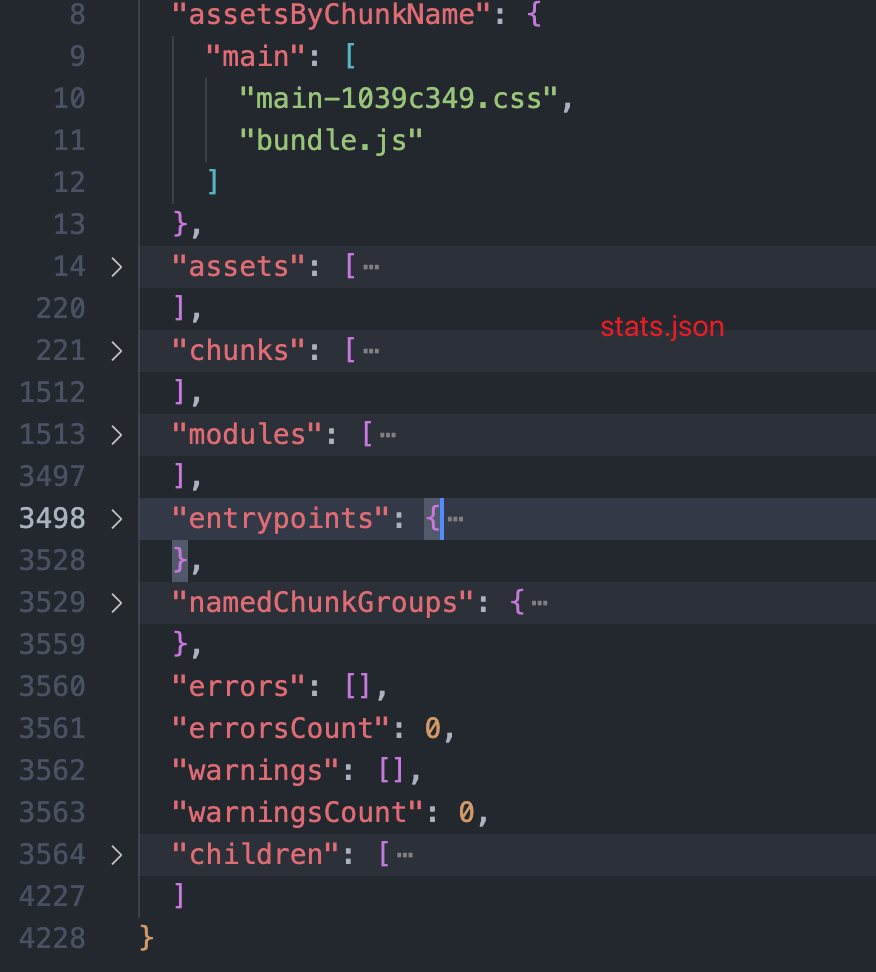 8 "assetsByChunkName": {
9 "main": [
10 "main-1039c349.css",
11 "bundle.js"
12 ]
13 },
14 > "assets": [ ⋯
220 ],
stats.json
221 > "chunks": [ ⋯
1512 ],
1513 > "modules": [ ⋯
3497 ],
3498 > "entrypoints": { ⋯
3528 },
3529 > "namedChunkGroups": { ⋯
3559 },
3560 "errors": [],
3561 "errorsCount": 0,
3562 "warnings": [],
3563 "warningsCount": 0,
3564 > "children": [ ⋯
4227 ]
4228 }